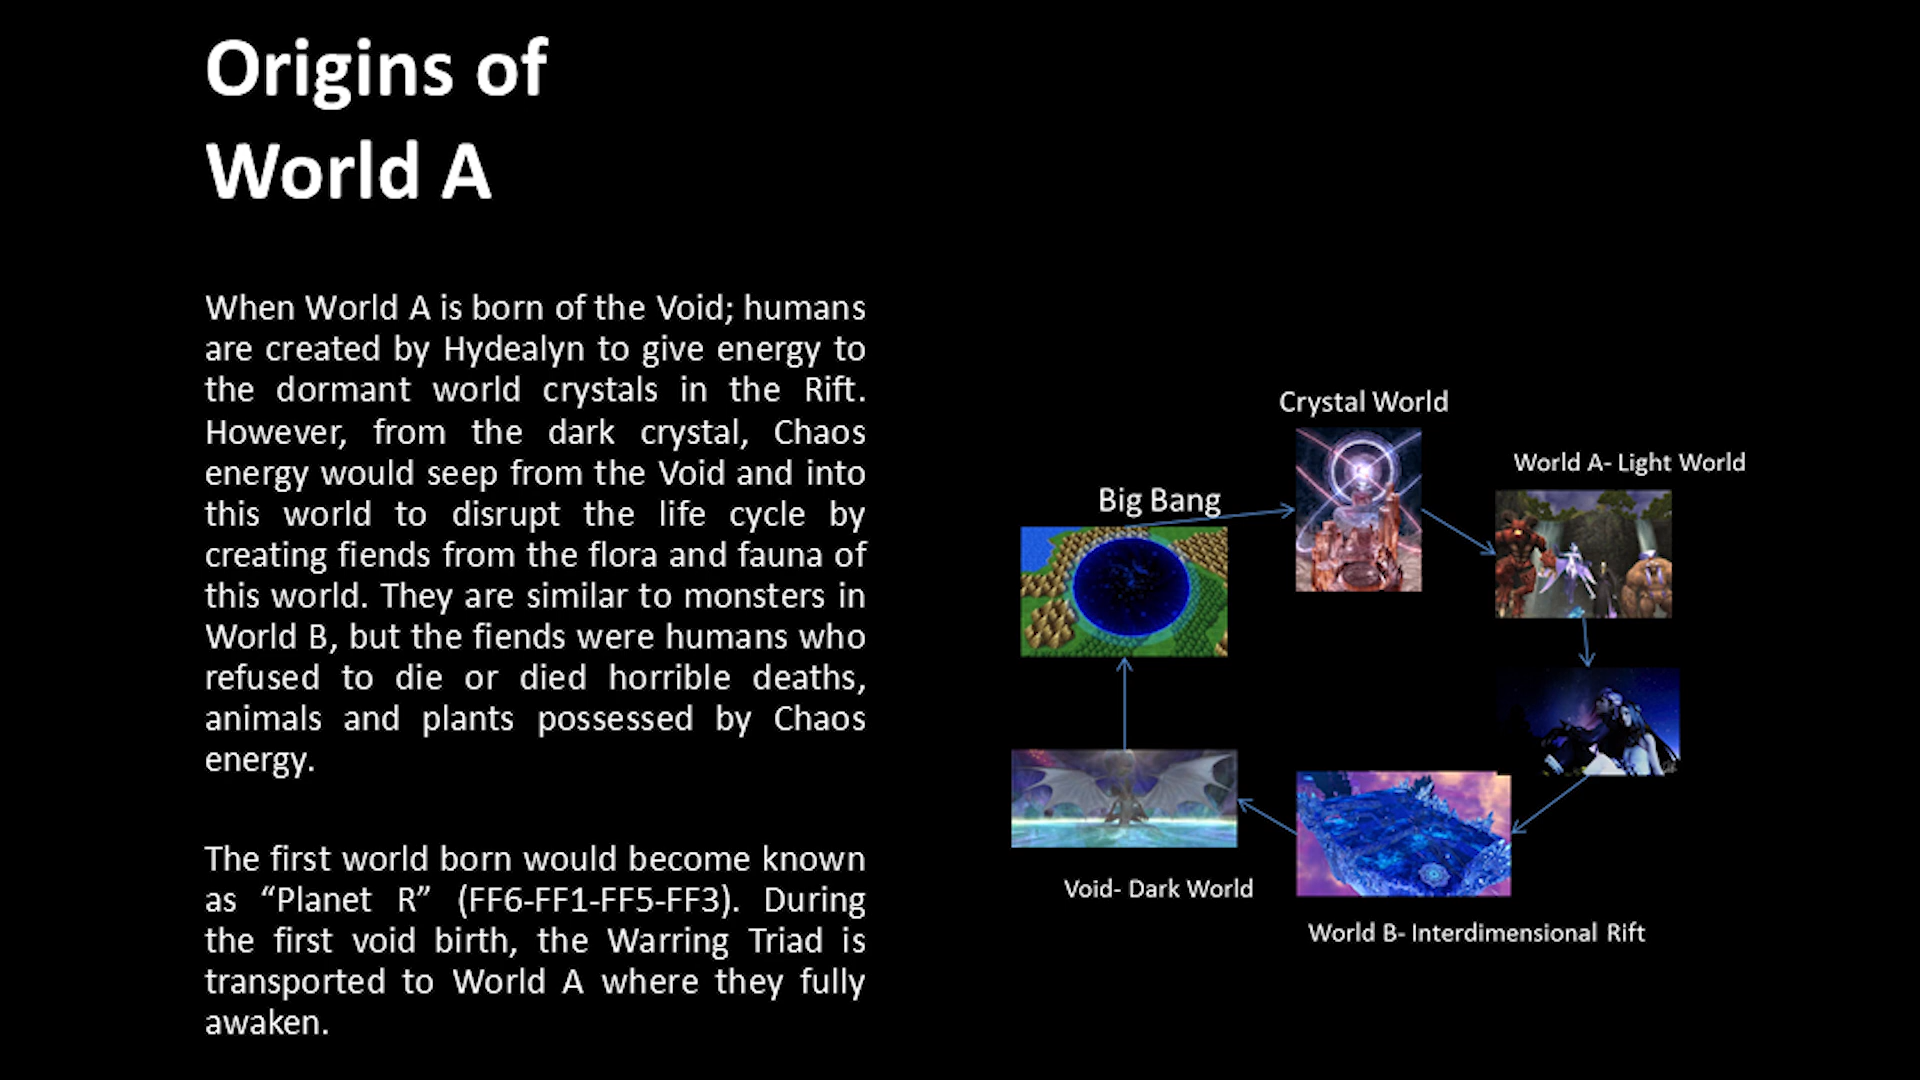 Origins of
World A
When World A is born of the Void; humans
are created by Hydealyn to give energy to
the dormant world crystals in the Rift.
However, from the dark crystal, Chaos
energy would seep from the Void and into
this world to disrupt the life cycle by
creating fiends from the flora and fauna of
this world. They are similar to monsters in
World B, but the fiends were humans who
refused to die or died horrible deaths,
animals and plants possessed by Chaos
energy.
The first world born would become known
as “Planet R” (FF6-FF1-FF5-FF3). During
the first void birth, the Warring Triad is
transported to World A where they fully
awaken.
Crystal World
World A- Light World
Big Bang
Void- Dark World
World B- Interdimensional Rift